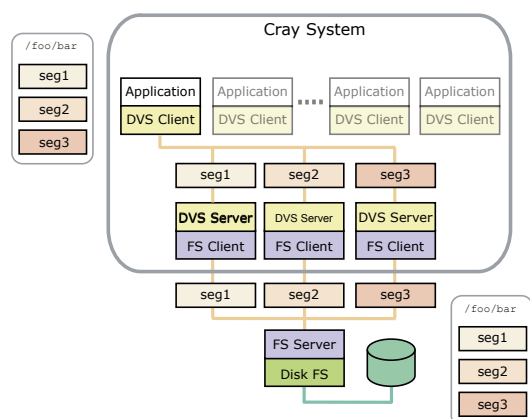 Cray System
/foo/bar
seg1
seg2
seg3
Application Application Application Application
DVS Client DVS Client DVS Client DVS Client
seg1 seg2 seg3
DVS Server DVS Server DVS Server
FS Client FS Client FS Client
seg1 seg2 seg3
FS Server
Disk FS
/foo/bar
seg1
seg2
seg3